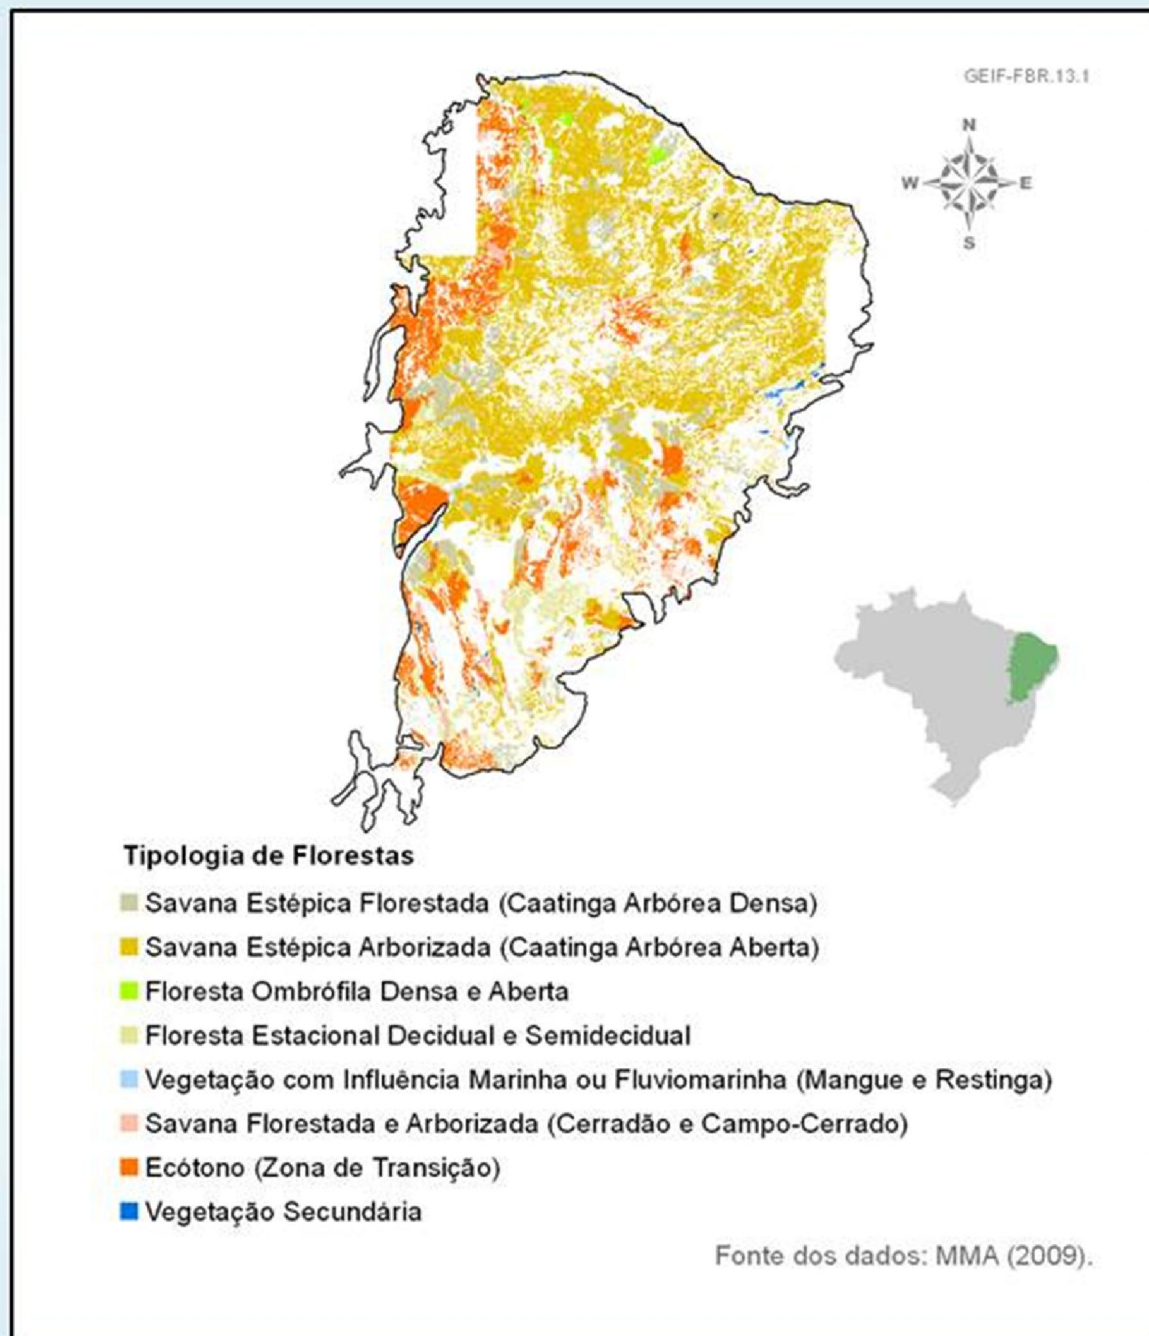 GEIF-FBR.13.1
N
W
E
S
Tipologia de Florestas
Savana Estépica Florestada (Caatinga Arbórea Densa)
Savana Estépica Arborizada (Caatinga Arbórea Aberta)
Floresta Ombrófila Densa e Aberta
Floresta Estacional Decidual e Semidecidual
Vegetação com Influência Marinha ou Fluviomarinha (Mangue e Restinga)
Savana Florestada e Arborizada (Cerradão e Campo-Cerrado)
Ecótono (Zona de Transição)
Vegetação Secundária
Fonte dos dados: MMA (2009).